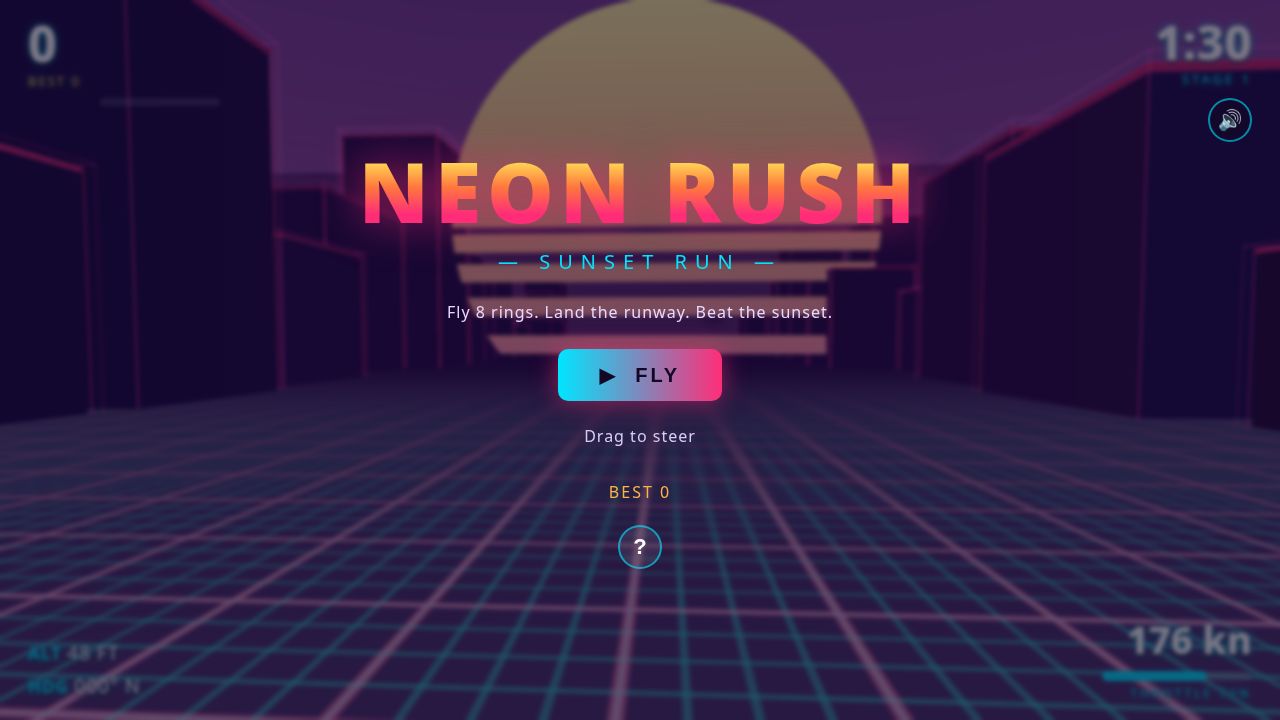 0
1:30
BEST 0
STAGE 1
NEON RUSH
— SUNSET RUN —
Fly 8 rings. Land the runway. Beat the sunset.
▶ FLY
Drag to steer
BEST 0
?
176 kn
ALT 48 FT
HDG 000° N